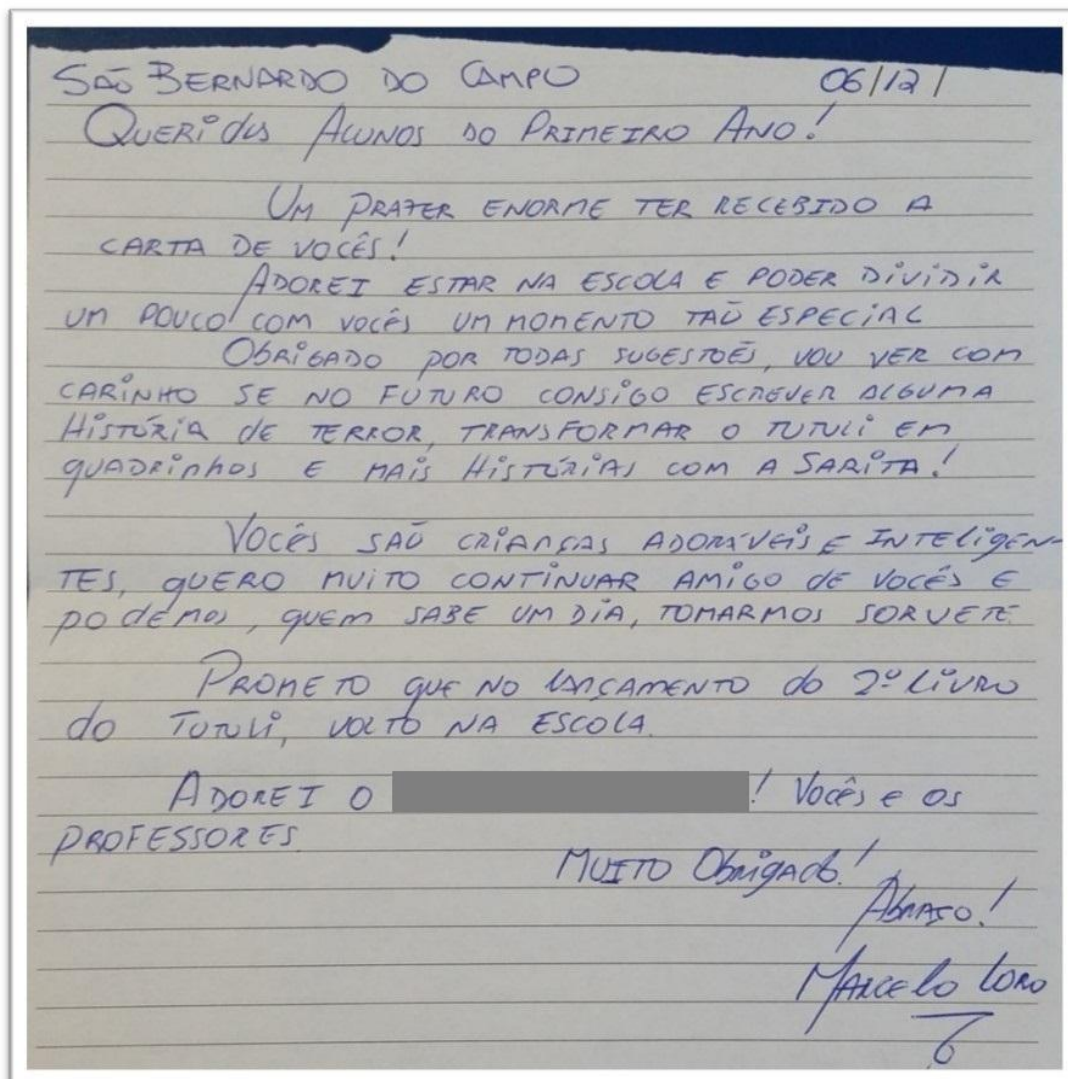 SÃO BERNARDO DO CAMPO 06/12/
QUERIDOS ALUNOS DO PRIMEIRO ANO!
UM PRAZER ENORME TER RECEBIDO A
CARTA DE VOCÊS!
ADOREI ESTAR NA ESCOLA E PODER DIVIDIR
UM POUCO COM VOCÊS UM MOMENTO TÃO ESPECIAL
OBRIGADO POR TODAS SUGESTÕES, VOU VER COM
CARINHO SE NO FUTURO CONSIGO ESCREVER ALGUMA
HISTÓRIA DE TERROR, TRANSFORMAR O TUTULI EM
QUADRINHOS E MAIS HISTÓRIAS COM A SARITA!
VOCÊS SÃO CRIANÇAS ADORÁVEIS E INTELIGEN-
TES, QUERO MUITO CONTINUAR AMIGO DE VOCÊS E
PODEMOS, QUEM SABE UM DIA, TOMARMOS SORVETE.
PROMETO QUE NO LANÇAMENTO DO 2º LIVRO
DO TUTULI, VOLTO NA ESCOLA.
ADOREI O ! VOCÊS E OS
PROFESSORES.
MUITO OBRIGADO!
ABRAÇO!
MARCELO LORO